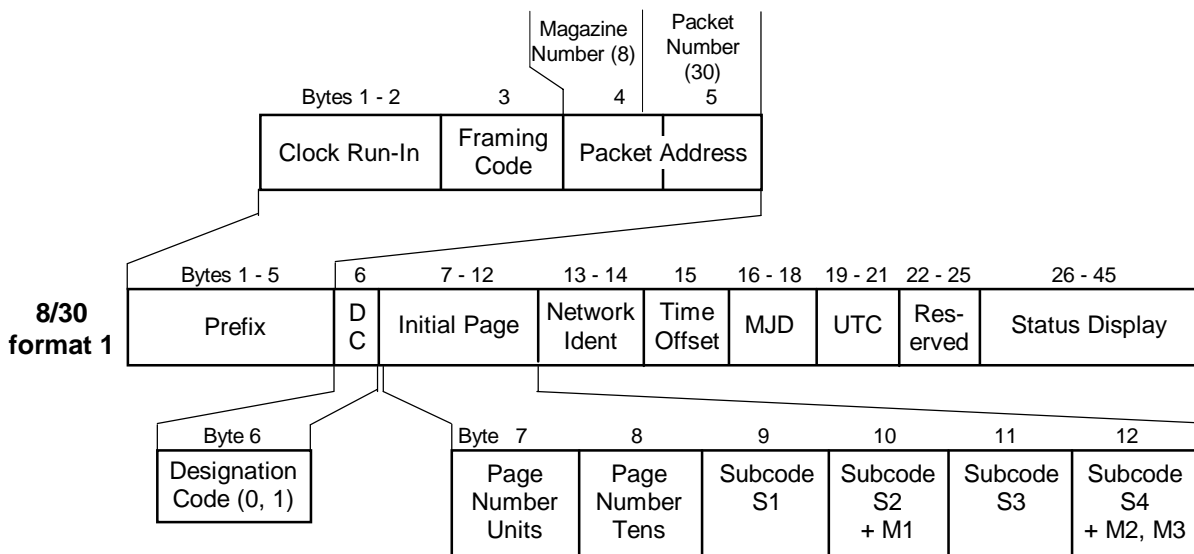 Magazine
Number (8)
Packet
Number
(30)
Bytes 1 - 2
3
4
5
Clock Run-In
Framing
Code
Packet Address
Bytes 1 - 5
6
7 - 12
13 - 14
15
16 - 18
19 - 21
22 - 25
26 - 45
8/30
format 1
Prefix
D
C
Initial Page
Network
Ident
Time
Offset
MJD
UTC
Res-
erved
Status Display
Byte 6
Designation
Code (0, 1)
Byte 7
8
9
10
11
12
Page
Number
Units
Page
Number
Tens
Subcode
S1
Subcode
S2
+ M1
Subcode
S3
Subcode
S4
+ M2, M3